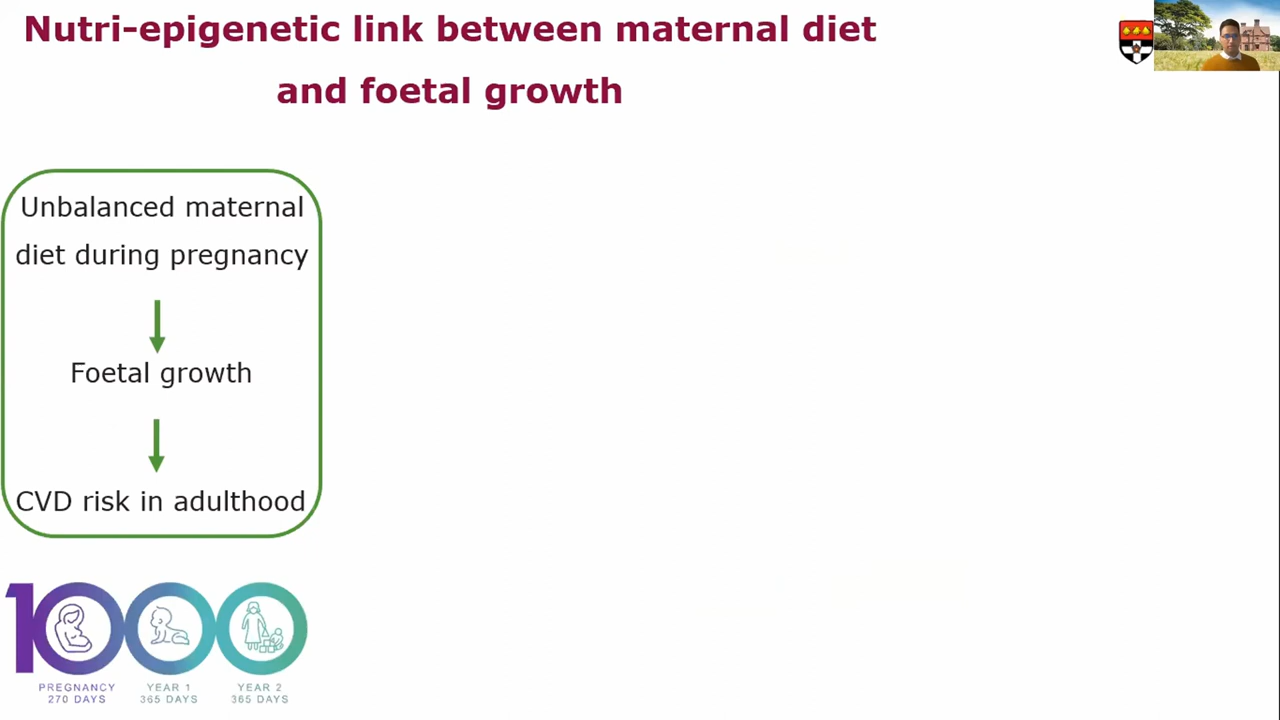 Nutri-epigenetic link between maternal diet
and foetal growth
Unbalanced maternal
diet during pregnancy
Foetal growth
CVD risk in adulthood
1000
PREGNANCY
270 DAYS
YEAR 1
365 DAYS
YEAR 2
365 DAYS